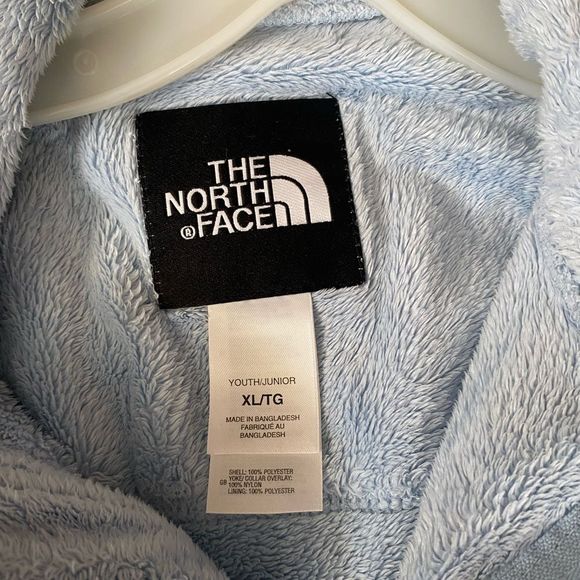 THE
NORTH
®FACE
YOUTH/JUNIOR
XL/TG
MADE IN BANGLADESH
FABRIQUÉ AU
BANGLADESH
SHELL: 100% POLYESTER
YOKE/ COLLAR OVERLAY:
GB 100% NYLON
LINING: 100% POLYESTER